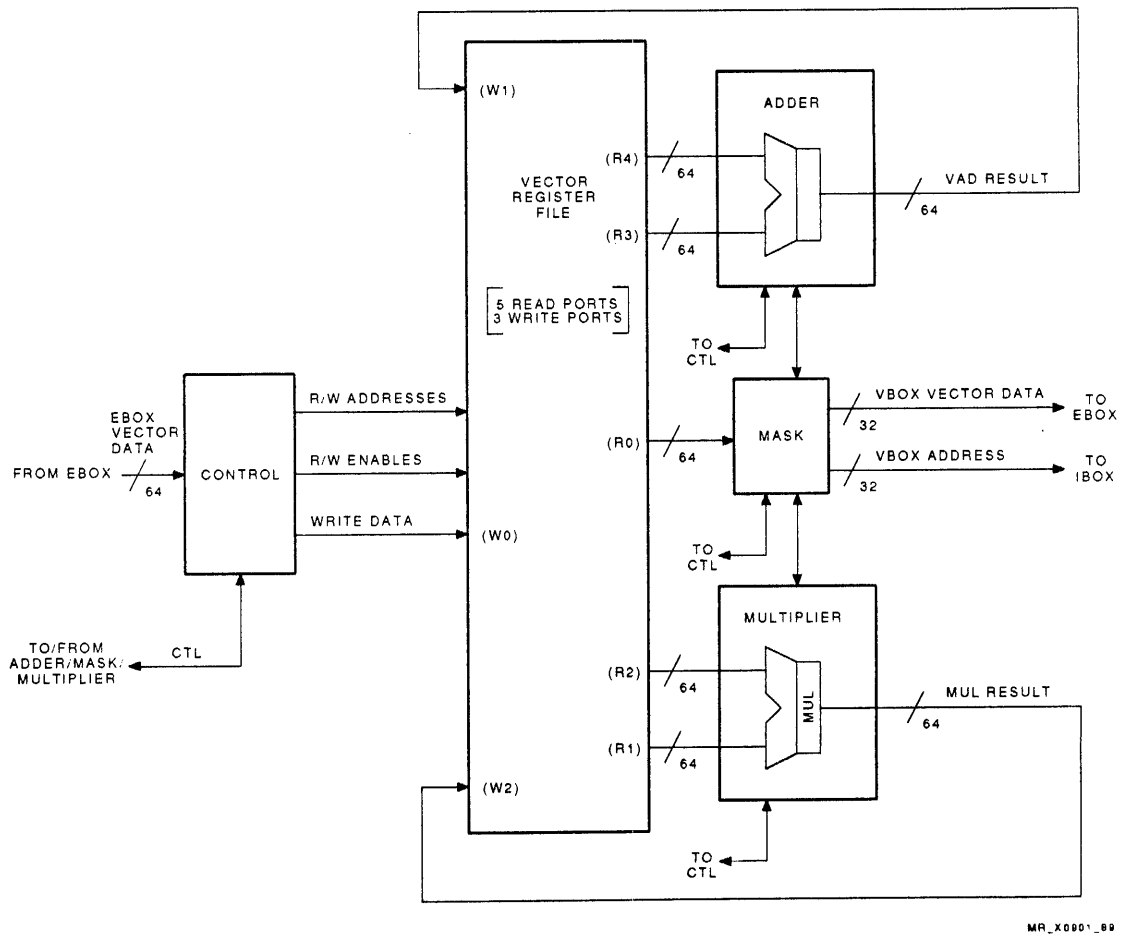 (W1)
ADDER
(R4)
64
VECTOR
REGISTER
FILE
VAD RESULT
64
(R3)
64
5 READ PORTS
3 WRITE PORTS
TO
CTL
R/W ADDRESSES
VBOX VECTOR DATA
32
TO
EBOX
EBOX
VECTOR
DATA
FROM EBOX
64
CONTROL
R/W ENABLES
(R0)
64
MASK
VBOX ADDRESS
32
TO
IBOX
WRITE DATA
(W0)
TO
CTL
MULTIPLIER
TO/FROM
ADDER/MASK/
MULTIPLIER
CTL
(R2)
64
MUL
MUL RESULT
64
(R1)
64
(W2)
TO
CTL
MR_X0901_89